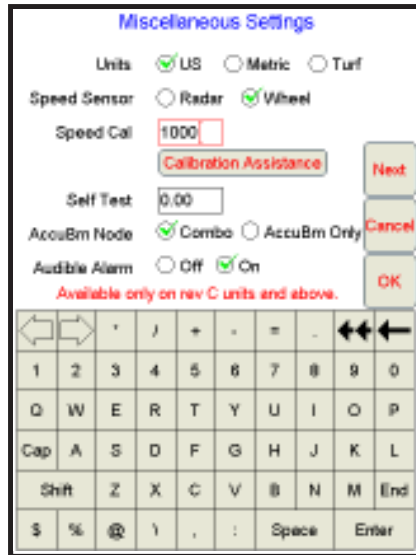 Miscellaneous Settings
Units US Metric Turf
Speed Sensor Radar Wheel
Speed Cal 1000
Calibration Assistance
Next
Self Test 0.00
AccuBm Node Combo AccuBm Only
Cancel
Audible Alarm Off On
OK
Available only on rev C units and above.
' / + - = .
1 2 3 4 5 6 7 8 9 0
Q W E R T Y U I O P
Cap A S D F G H J K L
Shift Z X C V B N M End
$ % @ \ , : Space Enter